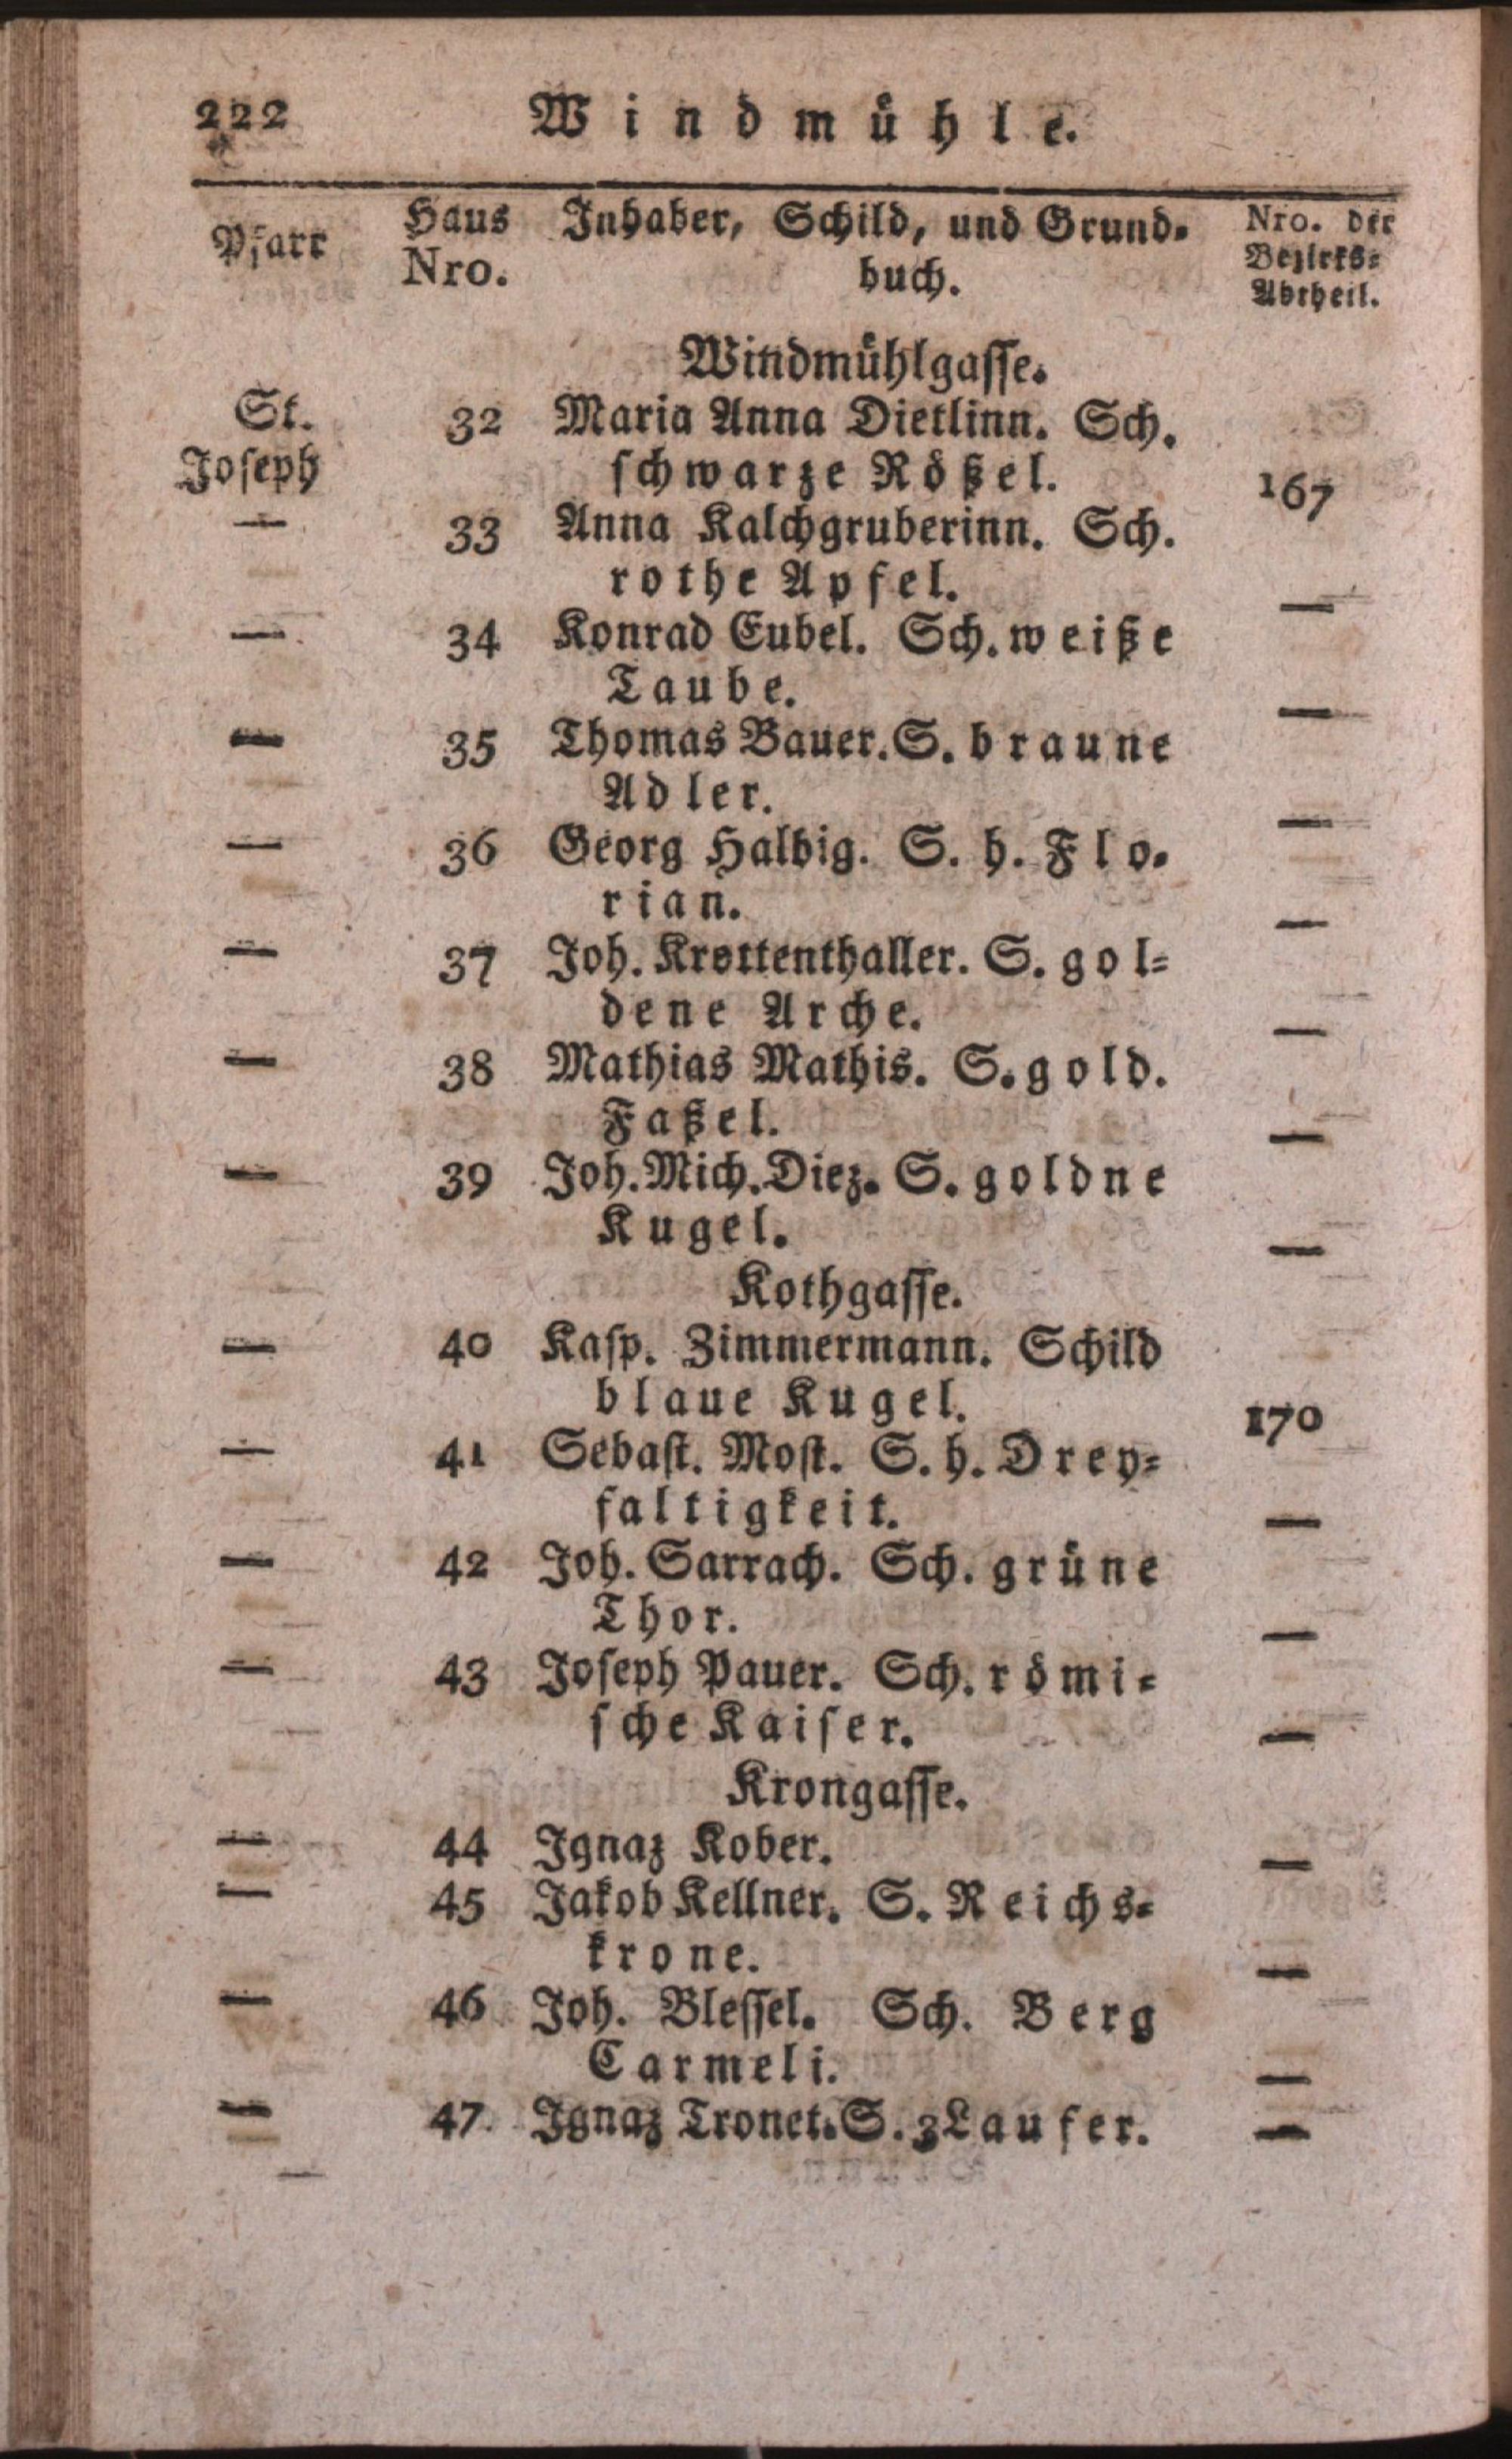 222 Windmühle.
Pfarr Haus Nro. Inhaber, Schild, und Grund- buch. Nro. der Bezirks- Abtheil.
Windmühlgasse.
St. 32 Maria Anna Dietlinn. Sch.
Joseph schwarze Rößel. 167
— 33 Anna Kalchgruberinn. Sch.
rothe Apfel. —
— 34 Konrad Eubel. Sch. weiße
Taube. —
— 35 Thomas Bauer. S. braune
Adler. —
— 36 Georg Halbig. S. h. Flo-
rian. —
— 37 Joh. Krottenthaller. S. gol-
dene Arche. —
— 38 Mathias Mathis. S. gold.
Faßel. —
— 39 Joh. Mich. Diez. S. goldne
Kugel. —
Kothgasse.
— 40 Kasp. Zimmermann. Schild
blaue Kugel. 170
— 41 Sebast. Most. S. h. Drey-
faltigkeit. —
— 42 Joh. Sarrach. Sch. grüne
Thor. —
— 43 Joseph Pauer. Sch. römi-
sche Kaiser. —
Krongasse.
— 44 Ignaz Kober. —
— 45 Jakob Kellner. S. Reichs-
krone. —
— 46 Joh. Blessel. Sch. Berg
Carmeli. —
— 47 Ignaz Tronet. S. 3 Laufer. —